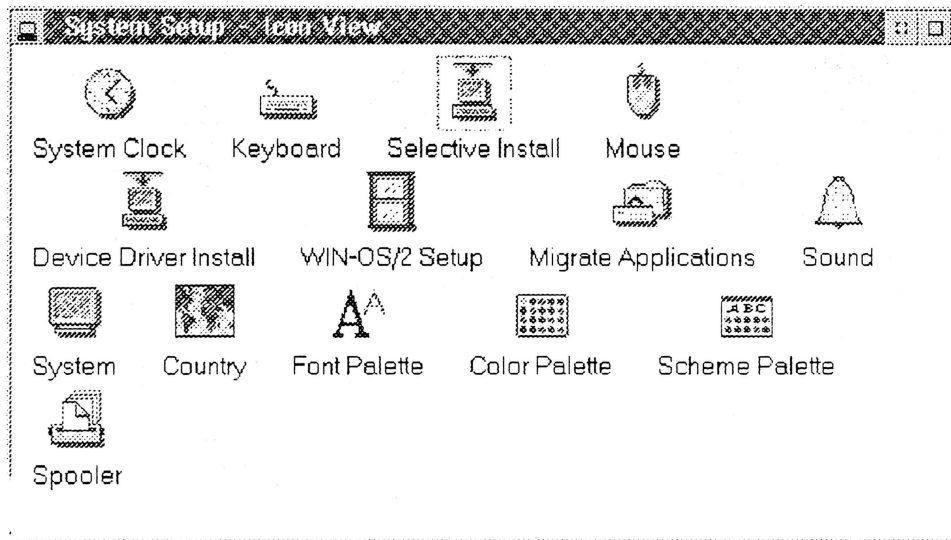 System Setup - Icon View
System Clock Keyboard Selective Install Mouse
Device Driver Install WIN-OS/2 Setup Migrate Applications Sound
ABC
System Country Font Palette Color Palette Scheme Palette
Spooler